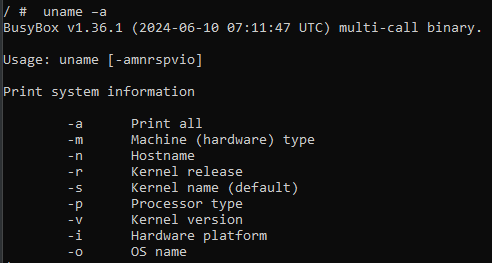 / #  uname –a
BusyBox v1.36.1 (2024-06-10 07:11:47 UTC) multi-call binary.
Usage: uname [-amnrspvio]
Print system information
-a Print all
-m Machine (hardware) type
-n Hostname
-r Kernel release
-s Kernel name (default)
-p Processor type
-v Kernel version
-i Hardware platform
-o OS name